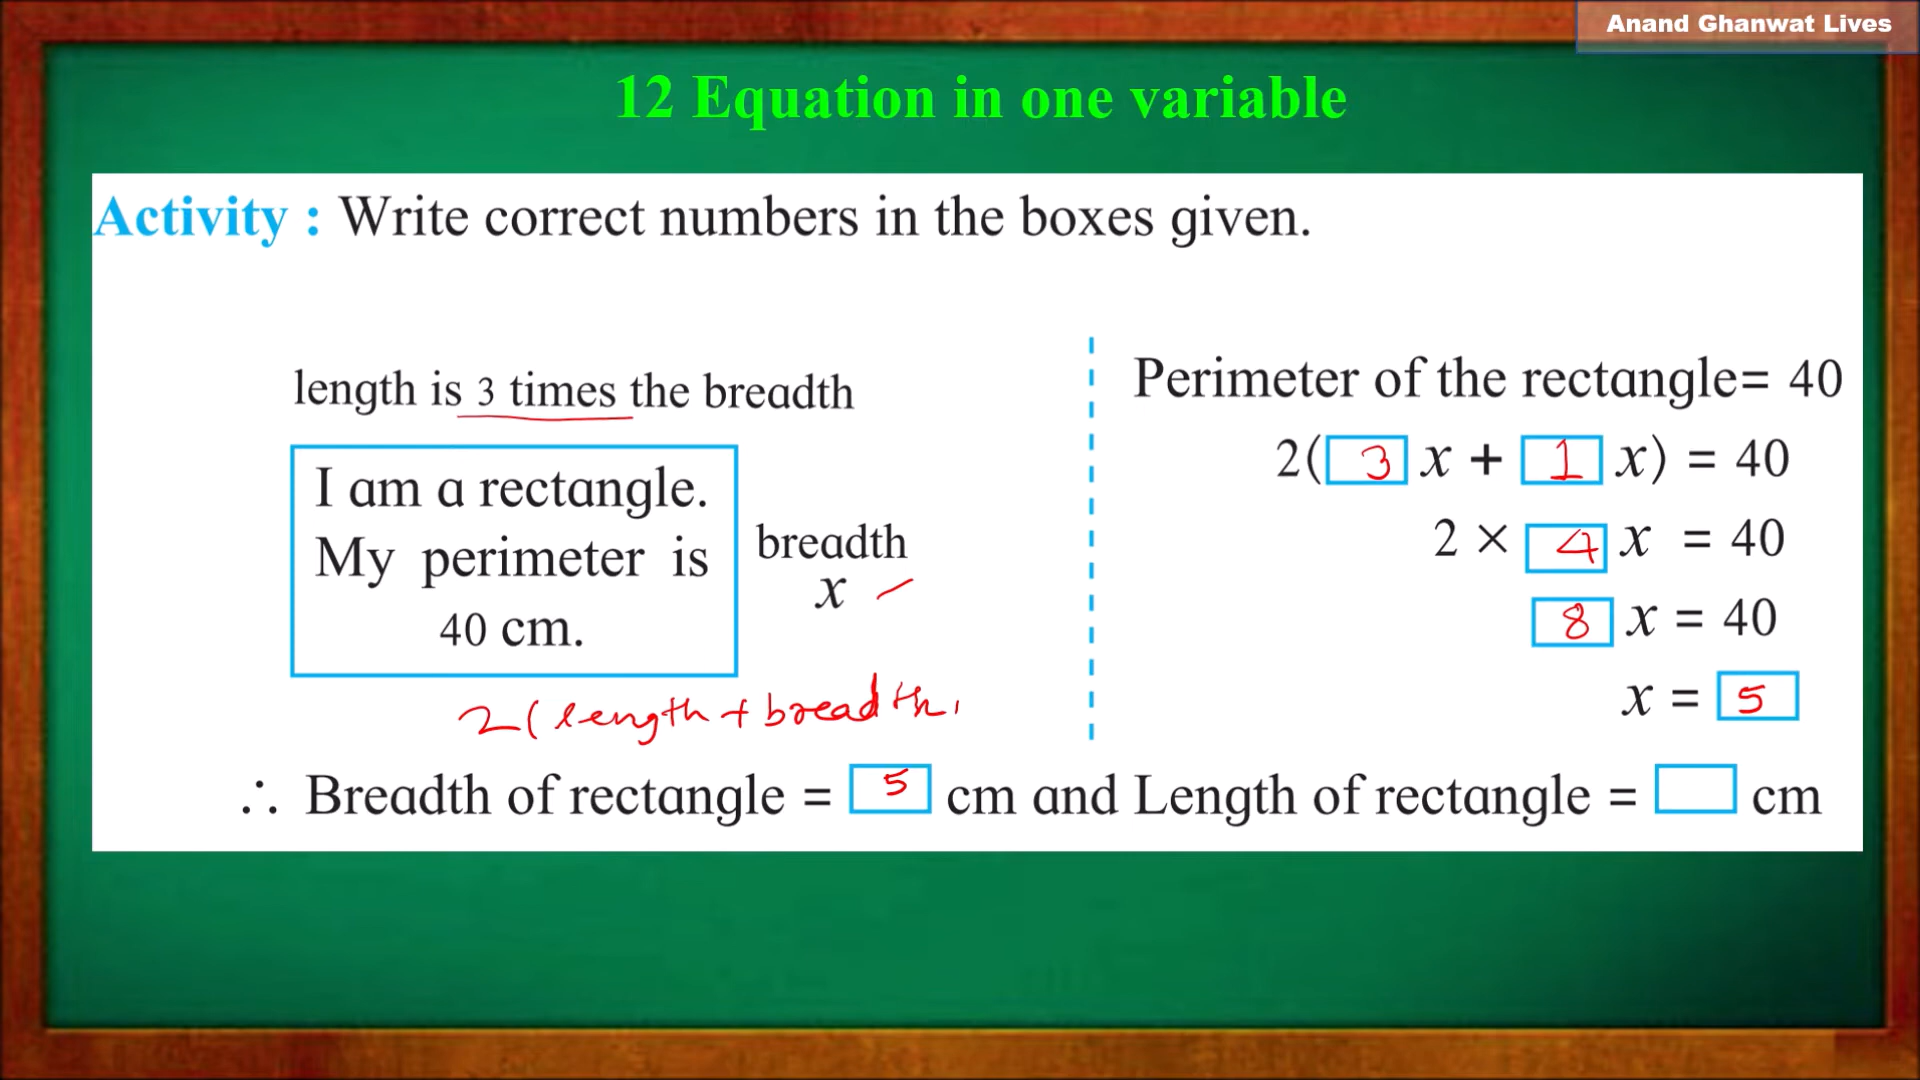 Anand Ghanwat Lives
12 Equation in one variable
Activity : Write correct numbers in the boxes given.
length is 3 times the breadth
I am a rectangle.
My perimeter is
40 cm.
breadth
x
2(length + breadth
Perimeter of the rectangle= 40
2( 3 x + 1 x) = 40
2 × 4 x = 40
8 x = 40
x = 5
∴ Breadth of rectangle = 5 cm and Length of rectangle = cm